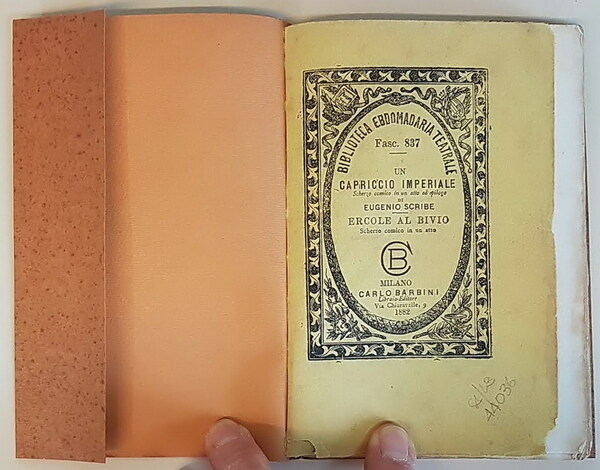 BIBLIOTECA EBDOMADARIA TEATRALE
Fasc. 837
UN
CAPRICCIO IMPERIALE
Scherzo comico in un' atto ed epilogo
DI
EUGENIO SCRIBE
ERCOLE AL BIVIO
Scherzo comico in un atto
CB
MILANO
CARLO BARBINI
Libraio-Editore
Via Chiaravalle, 9
1882
44036